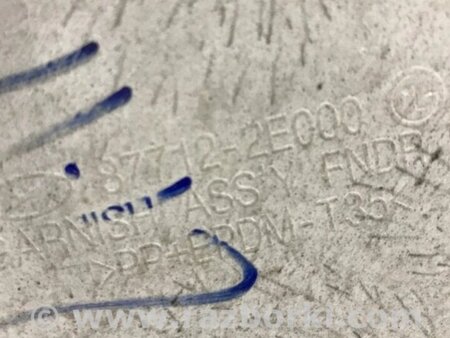 87712-2E000
GARNISH ASS'Y FNDR
>PP+EPDM-T35<
© www.razborki.com